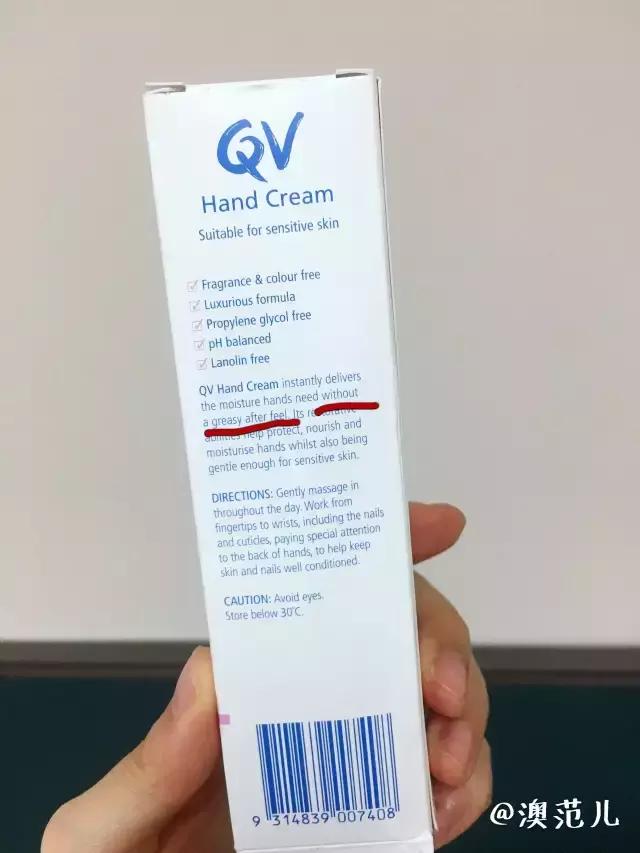 QV
Hand Cream
Suitable for sensitive skin
Fragrance & colour free
Luxurious formula
Propylene glycol free
pH balanced
Lanolin free
QV Hand Cream instantly delivers
the moisture hands need without
a greasy after feel. Its restorative
abilities help protect, nourish and
moisturise hands whilst also being
gentle enough for sensitive skin.
DIRECTIONS: Gently massage in
throughout the day. Work from
fingertips to wrists, including the nails
and cuticles, paying special attention
to the back of hands, to help keep
skin and nails well conditioned.
CAUTION: Avoid eyes.
Store below 30°C.
9 314839 007408
@澳范儿